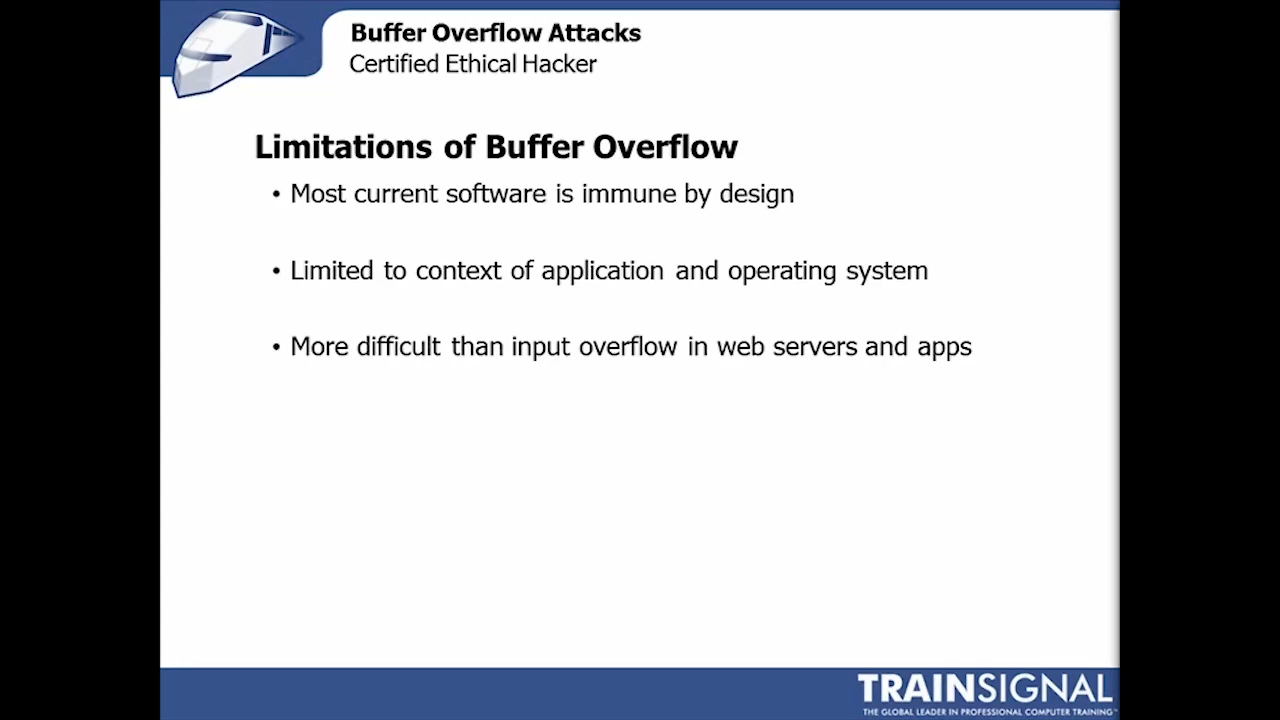 Buffer Overflow Attacks
Certified Ethical Hacker
Limitations of Buffer Overflow
• Most current software is immune by design
• Limited to context of application and operating system
• More difficult than input overflow in web servers and apps
TRAINSIGNAL
THE GLOBAL LEADER IN PROFESSIONAL COMPUTER TRAINING